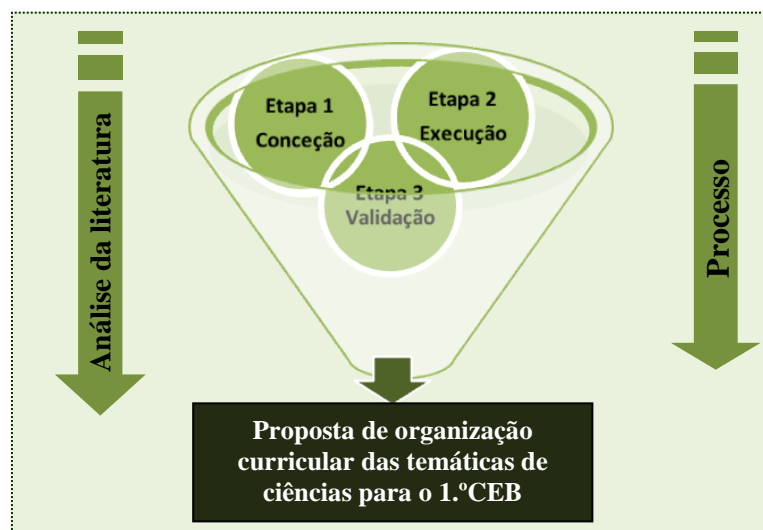 Análise da literatura
Etapa 1
Conceção
Etapa 2
Execução
Etapa 3
Validação
Processo
Proposta de organização
curricular das temáticas de
ciências para o 1.ºCEB